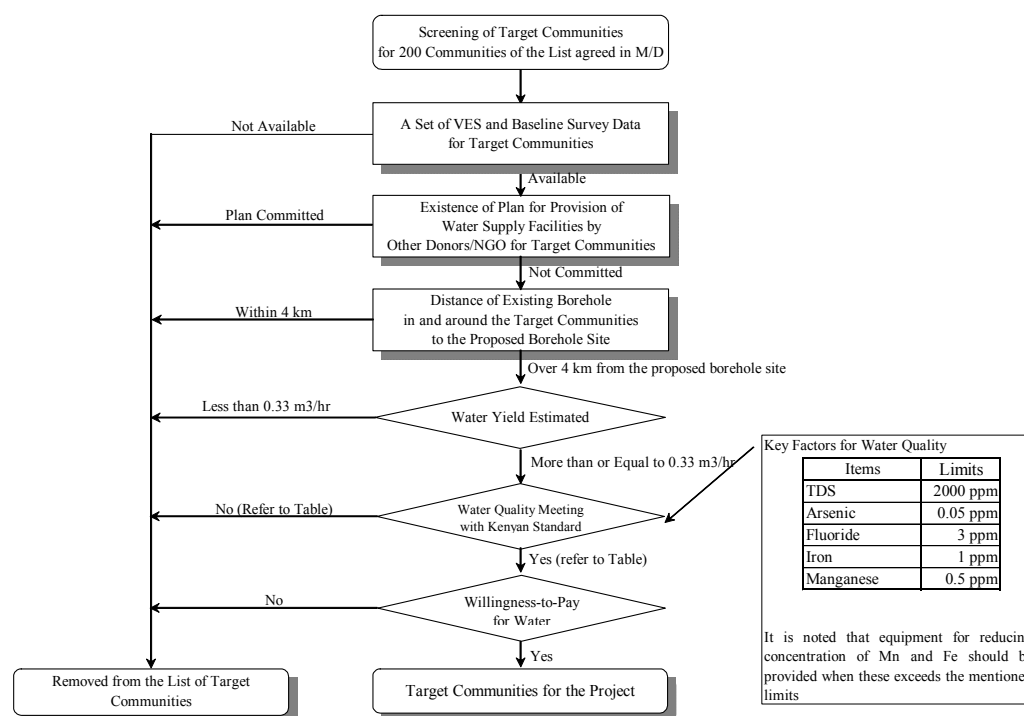 Screening of Target Communities
for 200 Communities of the List agreed in M/D
Not Available
A Set of VES and Baseline Survey Data
for Target Communities
Available
Plan Committed
Existence of Plan for Provision of
Water Supply Facilities by
Other Donors/NGO for Target Communities
Not Committed
Within 4 km
Distance of Existing Borehole
in and around the Target Communities
to the Proposed Borehole Site
Over 4 km from the proposed borehole site
Less than 0.33 m3/hr
Water Yield Estimated
More than or Equal to 0.33 m3/hr
No (Refer to Table)
Water Quality Meeting
with Kenyan Standard
Yes (refer to Table)
No
Willingness-to-Pay
for Water
Yes
Removed from the List of Target
Communities
Target Communities for the Project
Key Factors for Water Quality
Items Limits
TDS 2000 ppm
Arsenic 0.05 ppm
Fluoride 3 ppm
Iron 1 ppm
Manganese 0.5 ppm
It is noted that equipment for reducin
concentration of Mn and Fe should b
provided when these exceeds the mentione
limits